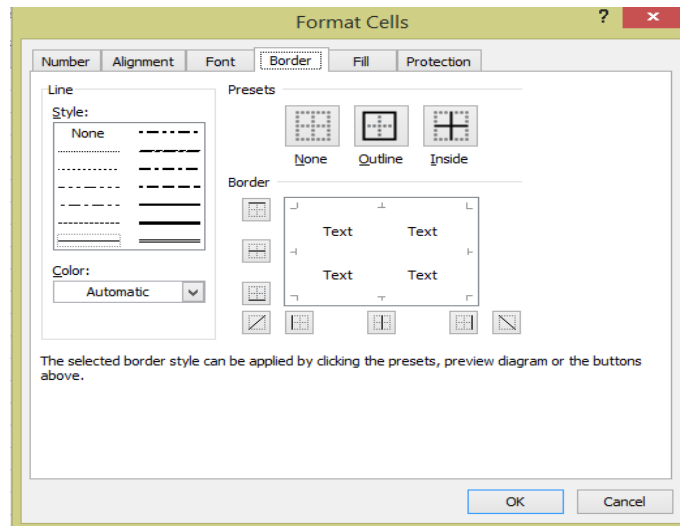 Format Cells
?
Number Alignment Font Border Fill Protection
Line
Style:
None
Color:
Automatic
Presets
None Outline Inside
Border
Text Text
Text Text
The selected border style can be applied by clicking the presets, preview diagram or the buttons
above.
OK Cancel